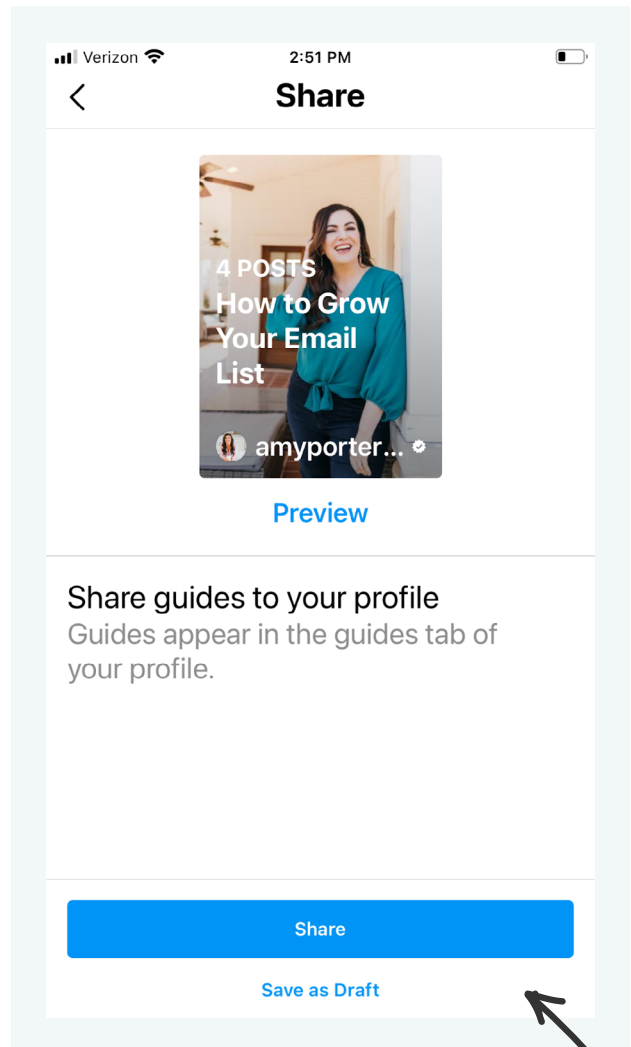 Verizon 2:51 PM
Share
4 POSTS
How to Grow
Your Email
List
amyporter...
Preview
Share guides to your profile
Guides appear in the guides tab of
your profile.
Share
Save as Draft